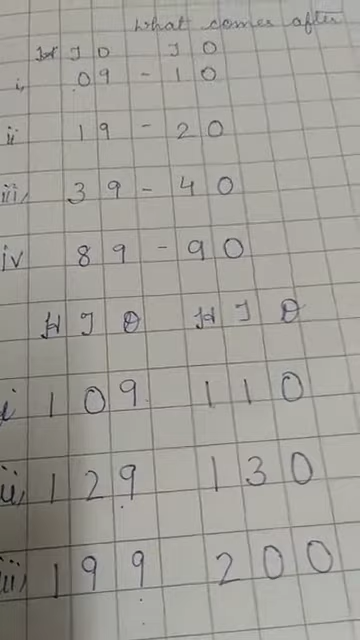 What comes after
H T O T O
i, 09 - 10
ii 19 - 20
iii, 39 - 40
iv 89 - 90
H T O H T O
i 109 110
ii, 129 130
iii, 199 200